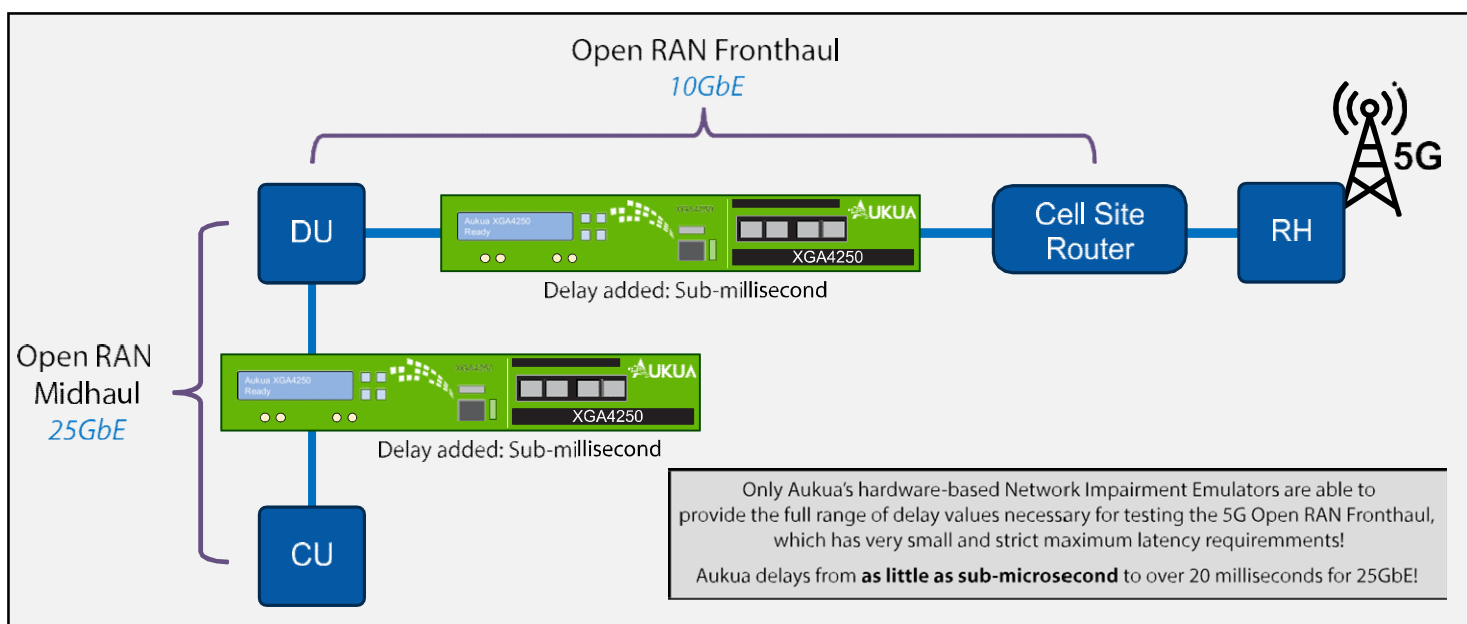 Open RAN Fronthaul
10GbE
5G
DU
Aukua XGA4250
Ready
XGA4250
AUKUA
XGA4250
Cell Site
Router
RH
Delay added: Sub-millisecond
Open RAN
Midhaul
25GbE
Aukua XGA4250
Ready
XGA4250
AUKUA
XGA4250
Delay added: Sub-millisecond
CU
Only Aukua's hardware-based Network Impairment Emulators are able to
provide the full range of delay values necessary for testing the 5G Open RAN Fronthaul,
which has very small and strict maximum latency requiremments!
Aukua delays from as little as sub-microsecond to over 20 milliseconds for 25GbE!